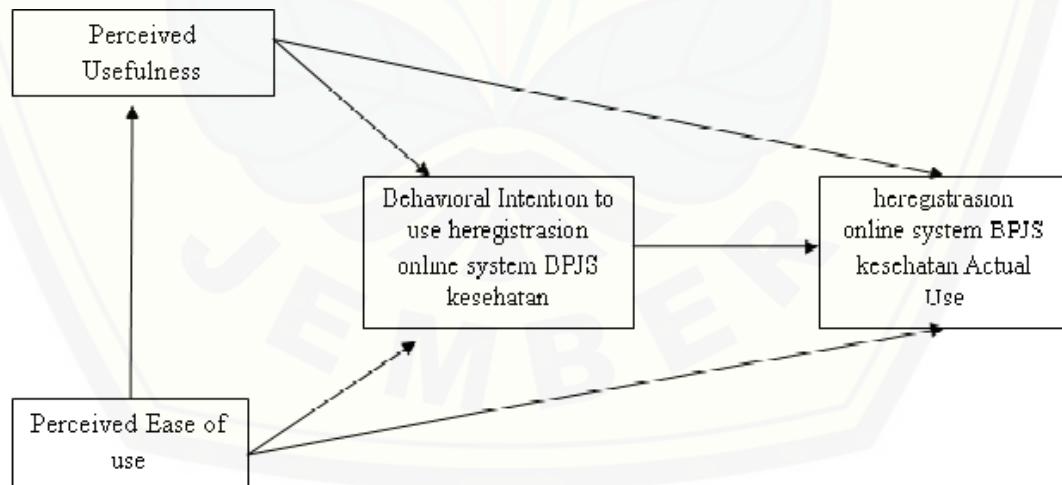 Perceived
Usefulness
Behavioral Intention to
use heregistrasion
online system BPJS
kesehatan
heregistrasion
online system BPJS
kesehatan Actual
Use
Perceived Ease of
use
JEMBER